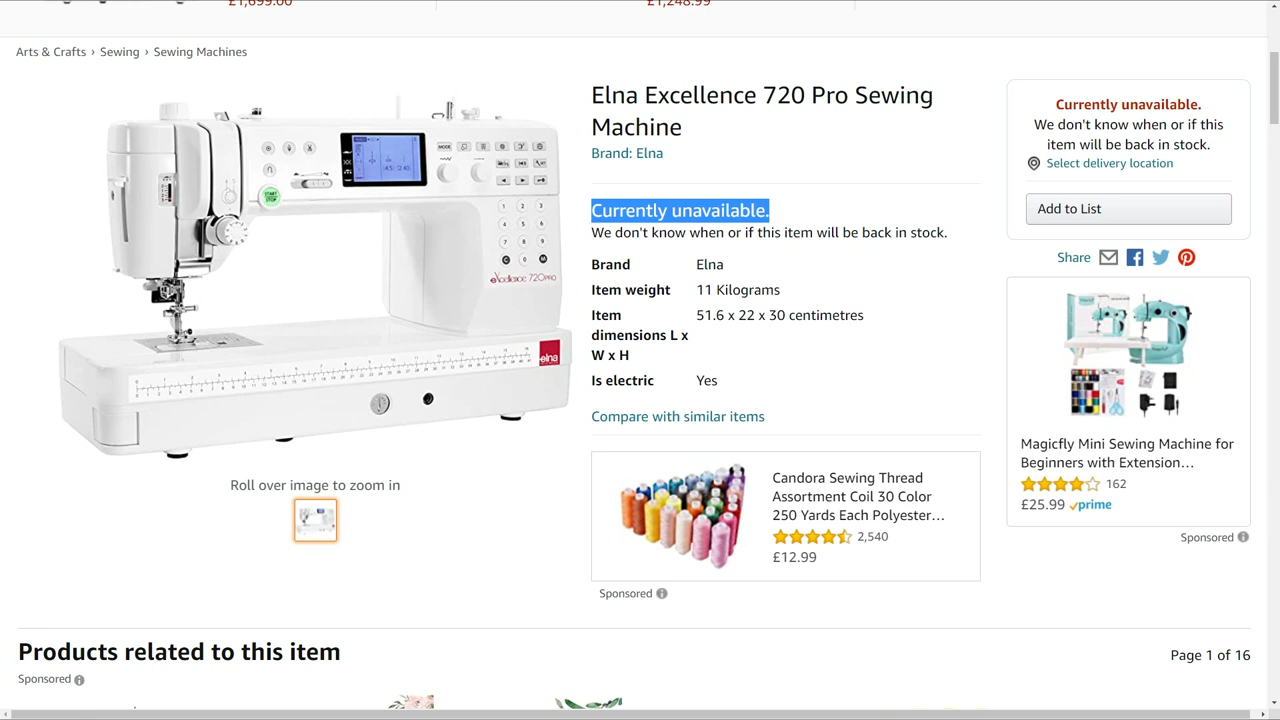 £1,699.00
£1,248.99
Arts & Crafts › Sewing › Sewing Machines
Elna Excellence 720 Pro Sewing
Machine
Brand: Elna
Currently unavailable.
We don't know when or if this item will be back in stock.
Brand Elna
Item weight 11 Kilograms
Item dimensions L x W x H 51.6 x 22 x 30 centimetres
Is electric Yes
Compare with similar items
START
STOP
MODE
eXcellence 720PRO
elna
Roll over image to zoom in
Candora Sewing Thread
Assortment Coil 30 Color
250 Yards Each Polyester…
2,540
£12.99
Sponsored
Currently unavailable.
We don't know when or if this
item will be back in stock.
Select delivery location
Add to List
Share
Magicfly Mini Sewing Machine for
Beginners with Extension…
162
£25.99 prime
Sponsored
Products related to this item
Page 1 of 16
Sponsored